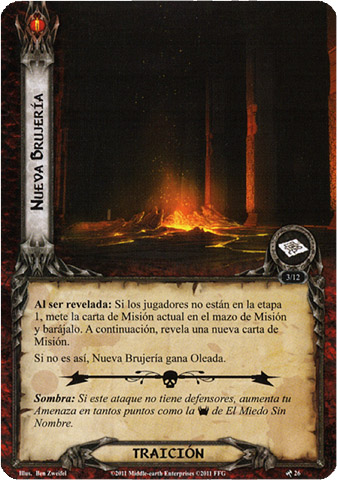 NUEVA BRUJERÍA
3/12
Al ser revelada: Si los jugadores no están en la etapa
1, mete la carta de Misión actual en el mazo de Misión
y barájalo. A continuación, revela una nueva carta de
Misión.
Si no es así, Nueva Brujería gana Oleada.
Sombra: Si este ataque no tiene defensores, aumenta tu
Amenaza en tantos puntos como la de El Miedo Sin
Nombre.
TRAICIÓN
Illus. Ben Zweifel ©2011 Middle-earth Enterprises ©2011 FFG 26